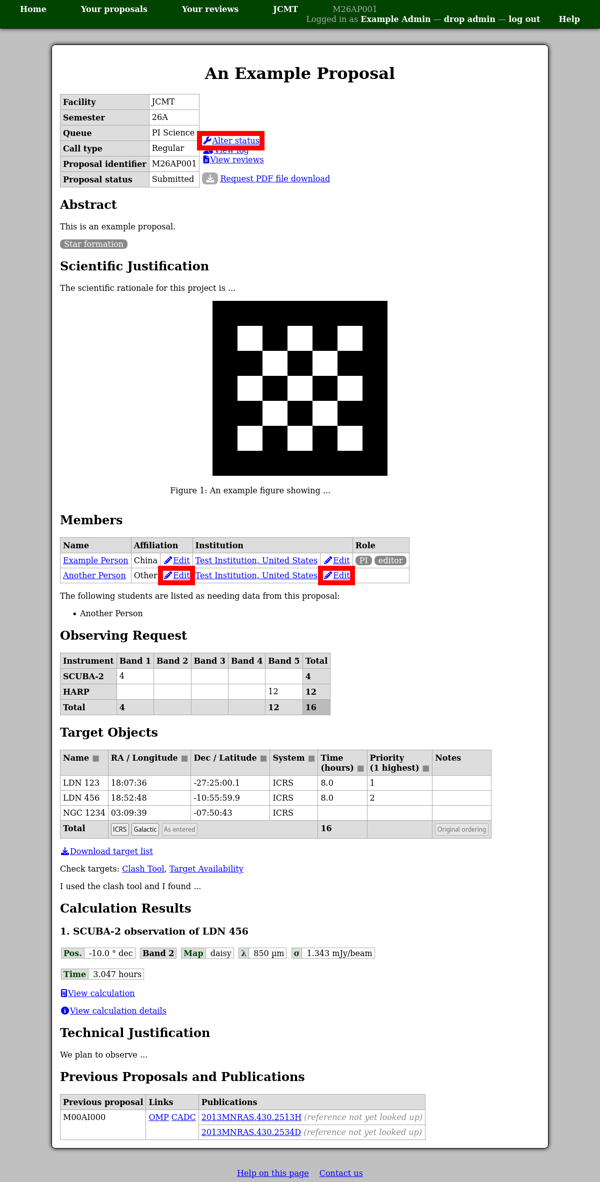 Home Your proposals Your reviews JCMT M26AP001
Logged in as Example Admin — drop admin — log out Help
An Example Proposal
Facility JCMT
Semester 26A
Queue PI Science
Call type Regular
Proposal identifier M26AP001
Proposal status Submitted
Alter status
View log
View reviews
Request PDF file download
Abstract
This is an example proposal.
Star formation
Scientific Justification
The scientific rationale for this project is ...
Figure 1: An example figure showing ...
Members
Name Affiliation Institution Role
Example Person China Edit Test Institution, United States Edit PI editor
Another Person Other Edit Test Institution, United States Edit
The following students are listed as needing data from this proposal:
• Another Person
Observing Request
Instrument Band 1 Band 2 Band 3 Band 4 Band 5 Total
SCUBA-2 4 4
HARP 12 12
Total 4 12 16
Target Objects
Name RA / Longitude Dec / Latitude System Time Priority Notes
(hours) (1 highest)
LDN 123 18:07:36 -27:25:00.1 ICRS 8.0 1
LDN 456 18:52:48 -10:55:59.9 ICRS 8.0 2
NGC 1234 03:09:39 -07:50:43 ICRS
Total ICRS Galactic As entered 16 Original ordering
Download target list
Check targets: Clash Tool, Target Availability
I used the clash tool and I found ...
Calculation Results
1. SCUBA-2 observation of LDN 456
Pos. -10.0 ° dec Band 2 Map daisy λ 850 µm σ 1.343 mJy/beam
Time 3.047 hours
View calculation
View calculation details
Technical Justification
We plan to observe ...
Previous Proposals and Publications
Previous proposal Links Publications
M00AI000 OMP CADC 2013MNRAS.430.2513H (reference not yet looked up)
2013MNRAS.430.2534D (reference not yet looked up)
Help on this page Contact us